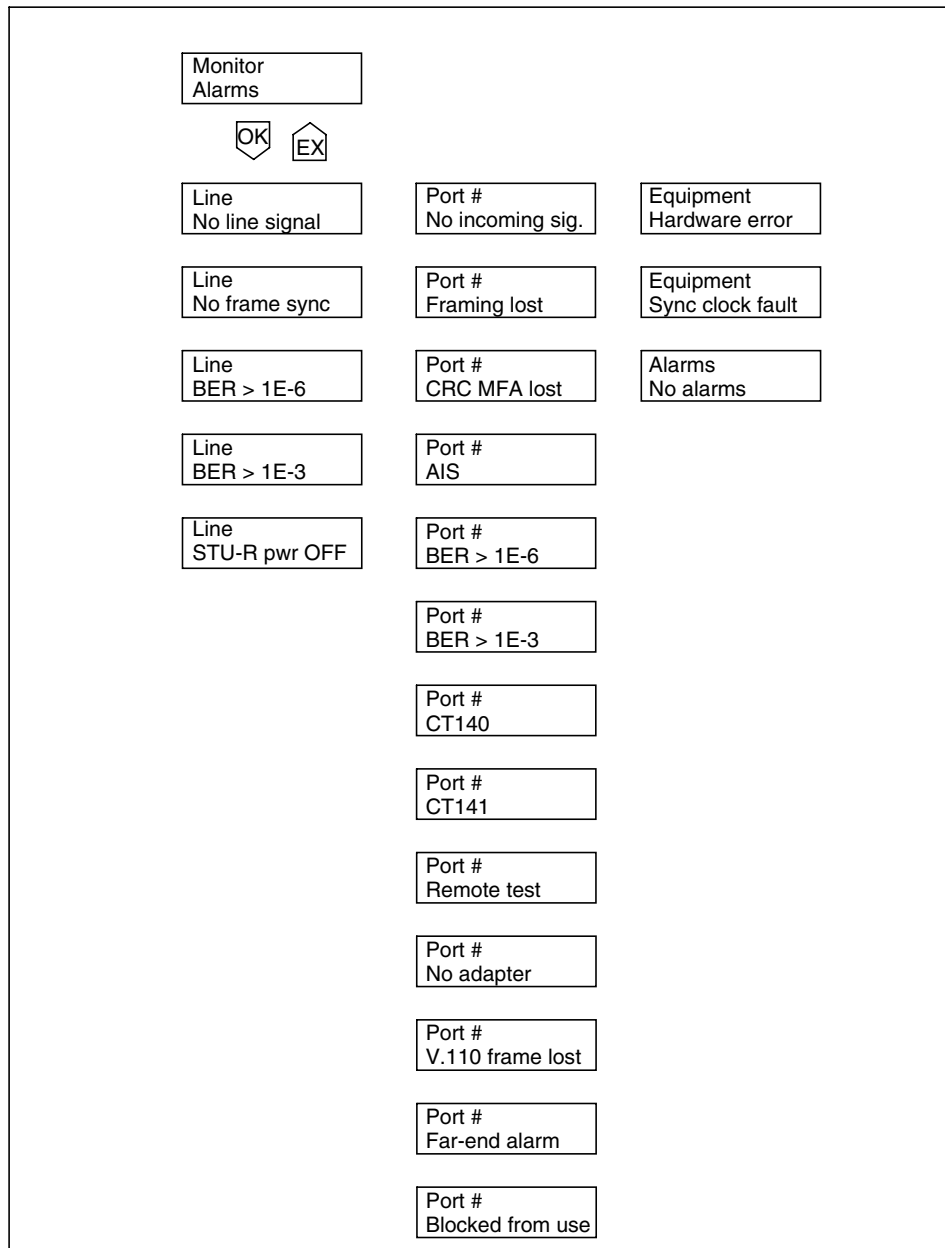 Monitor
Alarms
OK
EX
Line
No line signal
Port #
No incoming sig.
Equipment
Hardware error
Line
No frame sync
Port #
Framing lost
Equipment
Sync clock fault
Line
BER > 1E-6
Port #
CRC MFA lost
Alarms
No alarms
Line
BER > 1E-3
Port #
AIS
Line
STU-R pwr OFF
Port #
BER > 1E-6
Port #
BER > 1E-3
Port #
CT140
Port #
CT141
Port #
Remote test
Port #
No adapter
Port #
V.110 frame lost
Port #
Far-end alarm
Port #
Blocked from use